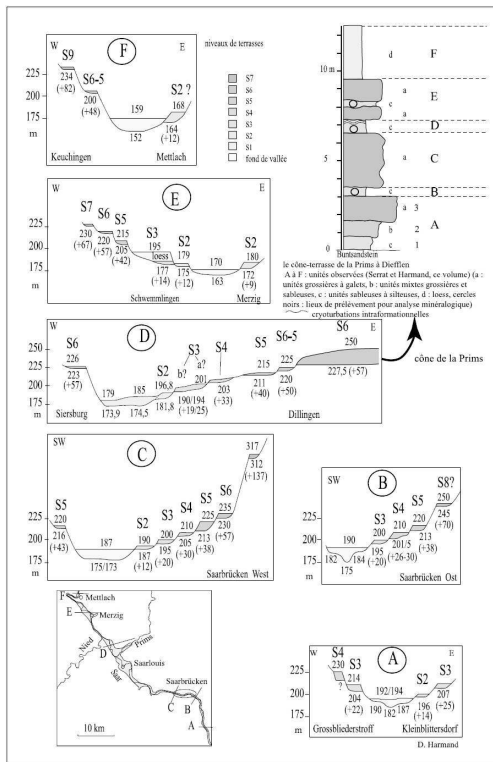 W F E
S9
234
(+82)
S6-5
200
(+48)
S2 ?
159
168
152
164
(+12)
225
200
175
m
Keuchingen Mettlach
niveaux de terrasses
S7
S6
S5
S4
S3
S2
S1
fond de vallée
10 m
5
0
d F
a E
c
a
c D
a C
c B
a 3
A
b 2
c 1
Buntsandstein
le cône-terrasse de la Prims à Diefflen
A à F : unités observées (Serrat et Harmand, ce volume) (a :
unités grossières à galets, b : unités mixtes grossières et
sableuses, c : unités sableuses à silteuses, d : loess, cercles
noirs : lieux de prélèvement pour analyse minéralogique)
cryoturbations intraformationnelles
W E E
S7
230
(+67)
S6
220
(+57)
S5
215
205
(+42)
S3
195
oess
177
(+14)
S2
179
175
(+12)
170
163
S2
180
172
(+9)
225
200
175
m
Schwemmlingen Merzig
W D E
S6
226
223
(+57)
179
185
173,9
174,5
S2
196,8
181,8
S3
b? a?
201
190/194
(+19/25)
S4
203
(+33)
S5
215
211
(+40)
S6-5
225
220
(+50)
S6
250
227,5 (+57)
250
225
200
175
m
Siersburg Dillingen
cône de la Prims
SW C
S5
220
216
(+43)
187
175/173
S2
190
187
(+12)
S3
200
195
(+20)
S4
210
205
(+30)
S5
225
213
(+38)
S6
235
230
(+57)
317
312
(+137)
225
200
175
m
Saarbrücken West
SW B
190
182
184
175
S3
200
195
(+20)
S4
210
201/5
(+26-30)
S5
220
213
(+38)
S8?
250
245
(+70)
225
200
175
m
Saarbrücken Ost
F Mettlach
E Merzig
Nied
D
Prims
Saar
Saarlouis
Saarbrücken
C B
A
10 km
W A E
S4
230
?
S3
214
204
(+22)
192/194
190
182
187
S2
196
(+14)
S3
207
(+25)
225
200
175
m
Grossbliederstroff Kleinblittersdorf
D. Harmand